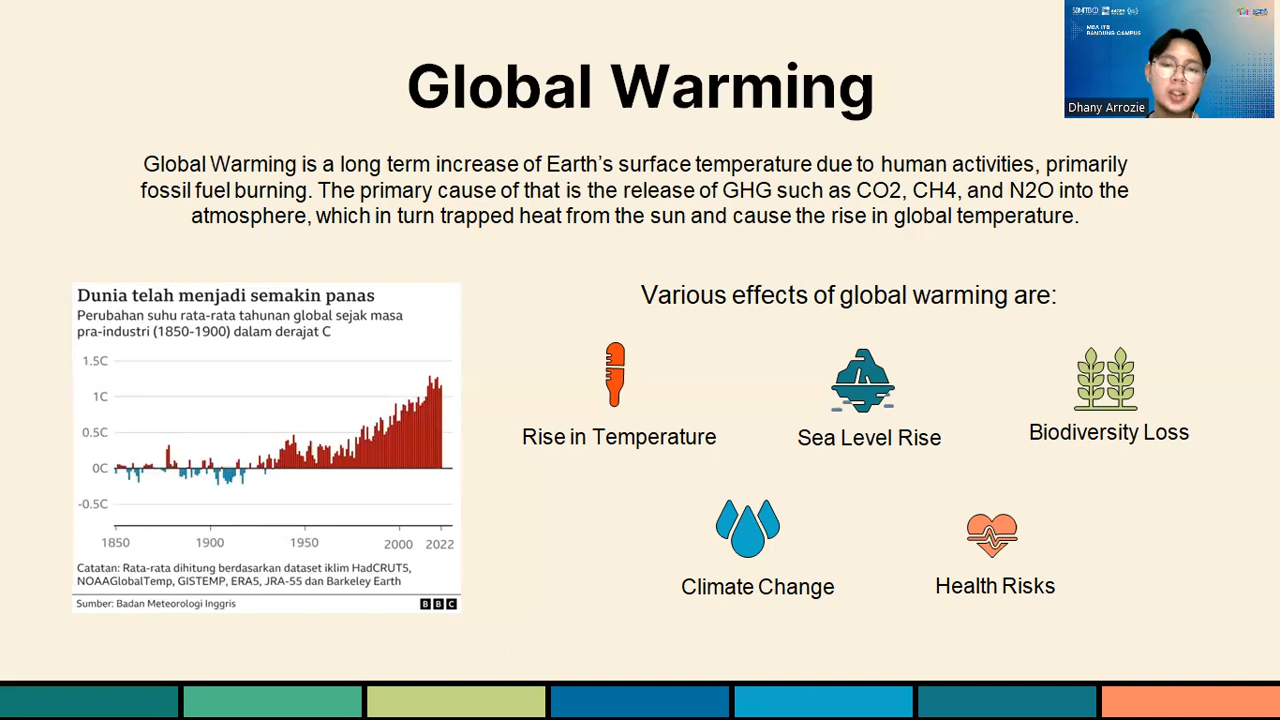 Global Warming
MBA ITB
BANDUNG CAMPUS
Dhany Arrozie
Global Warming is a long term increase of Earth's surface temperature due to human activities, primarily
fossil fuel burning. The primary cause of that is the release of GHG such as CO2, CH4, and N2O into the
atmosphere, which in turn trapped heat from the sun and cause the rise in global temperature.
Dunia telah menjadi semakin panas
Perubahan suhu rata-rata tahunan global sejak masa
pra-industri (1850-1900) dalam derajat C
1.5C
1C
0.5C
0C
-0.5C
1850 1900 1950 2000 2022
Catatan: Rata-rata dihitung berdasarkan dataset iklim HadCRUT5,
NOAAGlobalTemp, GISTEMP, ERA5, JRA-55 dan Barkeley Earth
Sumber: Badan Meteorologi Inggris
BBC
Various effects of global warming are:
Rise in Temperature
Sea Level Rise
Biodiversity Loss
Climate Change
Health Risks